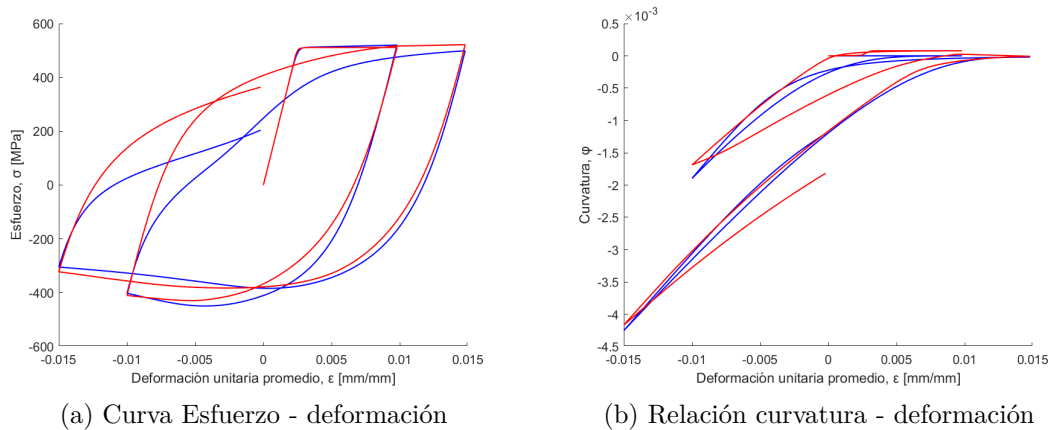 600
400
200
0
-200
-400
-600
Esfuerzo, σ [MPa]
-0.015 -0.01 -0.005 0 0.005 0.01 0.015
Deformación unitaria promedio, ε [mm/mm]
(a) Curva Esfuerzo - deformación
×10⁻³
0.5
0
-0.5
-1
-1.5
-2
-2.5
-3
-3.5
-4
-4.5
Curvatura, φ
-0.015 -0.01 -0.005 0 0.005 0.01 0.015
Deformación unitaria promedio, ε [mm/mm]
(b) Relación curvatura - deformación